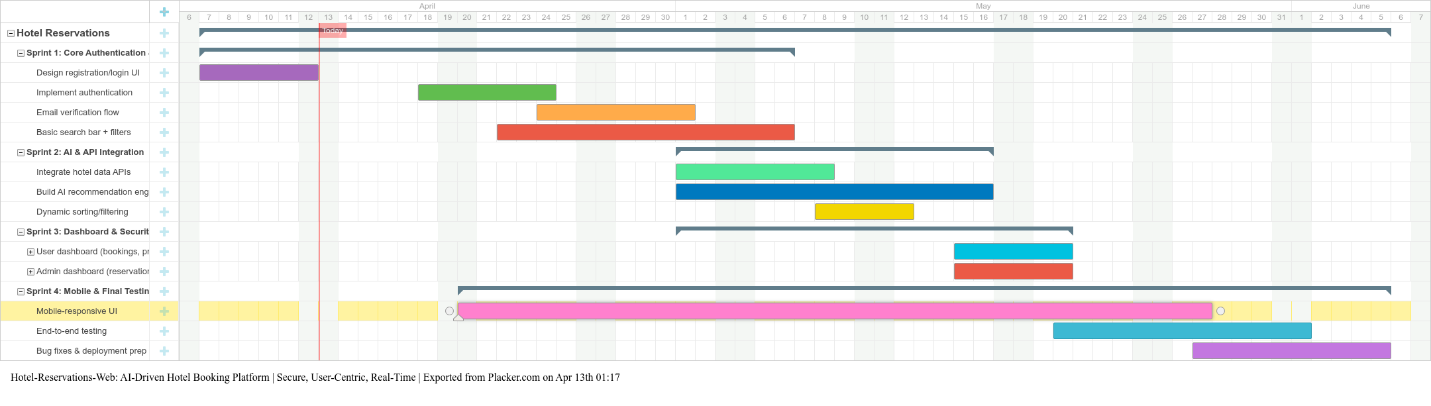 April May June
6 7 8 9 10 11 12 13 14 15 16 17 18 19 20 21 22 23 24 25 26 27 28 29 30 1 2 3 4 5 6 7 8 9 10 11 12 13 14 15 16 17 18 19 20 21 22 23 24 25 26 27 28 29 30 31 1 2 3 4 5 6 7
Hotel Reservations Today
Sprint 1: Core Authentication
Design registration/login UI
Implement authentication
Email verification flow
Basic search bar + filters
Sprint 2: AI & API Integration
Integrate hotel data APIs
Build AI recommendation eng
Dynamic sorting/filtering
Sprint 3: Dashboard & Securit
User dashboard (bookings, pr
Admin dashboard (reservation
Sprint 4: Mobile & Final Testin
Mobile-responsive UI
End-to-end testing
Bug fixes & deployment prep
Hotel-Reservations-Web: AI-Driven Hotel Booking Platform | Secure, User-Centric, Real-Time | Exported from Placker.com on Apr 13th 01:17